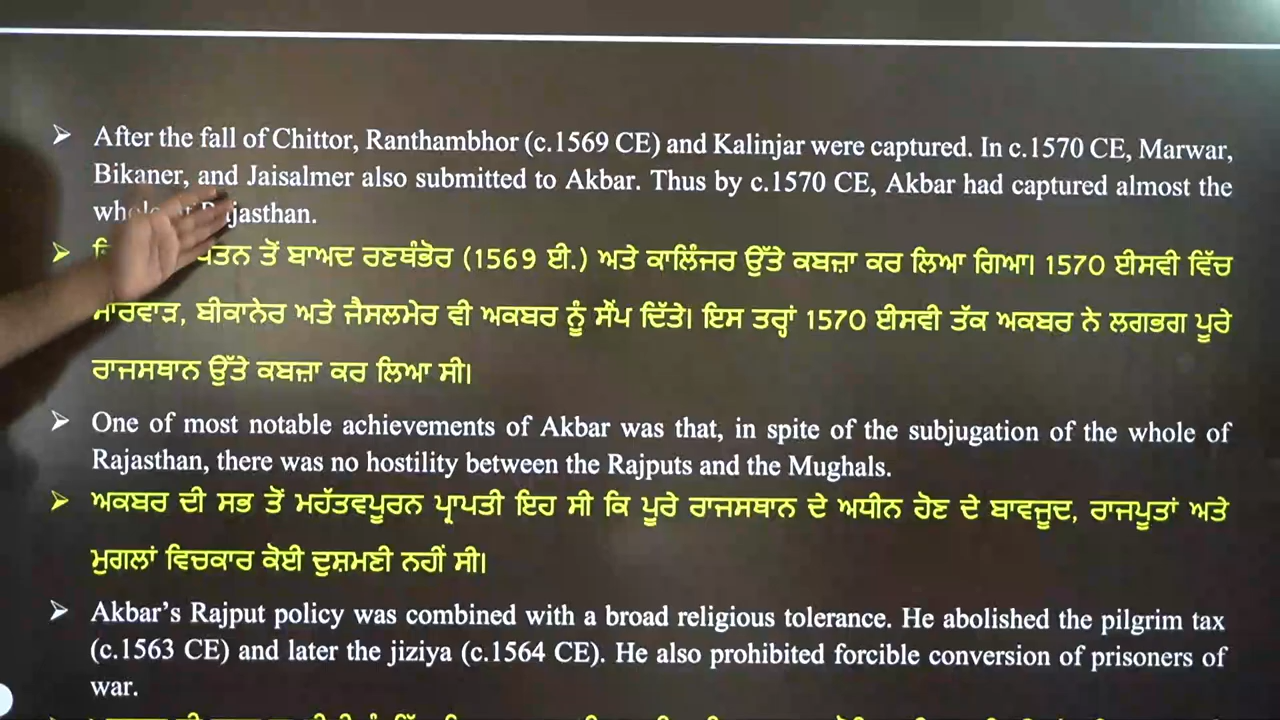 After the fall of Chittor, Ranthambhor (c.1569 CE) and Kalinjar were captured. In c.1570 CE, Marwar,
Bikaner, and Jaisalmer also submitted to Akbar. Thus by c.1570 CE, Akbar had captured almost the
Rajasthan.
ਤੋਂ ਬਾਅਦ ਰਣਥੰਭੋਰ (1569 ਈ.) ਅਤੇ ਕਾਲਿੰਜਰ ਉੱਤੇ ਕਬਜ਼ਾ ਕਰ ਲਿਆ ਗਿਆ। 1570 ਈਸਵੀ ਵਿੱਚ
ਮਾਰਵਾੜ, ਬੀਕਾਨੇਰ ਅਤੇ ਜੈਸਲਮੇਰ ਵੀ ਅਕਬਰ ਨੂੰ ਸੌਂਪ ਦਿੱਤੇ। ਇਸ ਤਰ੍ਹਾਂ 1570 ਈਸਵੀ ਤੱਕ ਅਕਬਰ ਨੇ ਲਗਭਗ ਪੂਰੇ
ਰਾਜਸਥਾਨ ਉੱਤੇ ਕਬਜ਼ਾ ਕਰ ਲਿਆ ਸੀ।
One of most notable achievements of Akbar was that, in spite of the subjugation of the whole of
Rajasthan, there was no hostility between the Rajputs and the Mughals.
ਅਕਬਰ ਦੀ ਸਭ ਤੋਂ ਮਹੱਤਵਪੂਰਨ ਪ੍ਰਾਪਤੀ ਇਹ ਸੀ ਕਿ ਪੂਰੇ ਰਾਜਸਥਾਨ ਦੇ ਅਧੀਨ ਹੋਣ ਦੇ ਬਾਵਜੂਦ, ਰਾਜਪੂਤਾਂ ਅਤੇ
ਮੁਗਲਾਂ ਵਿਚਕਾਰ ਕੋਈ ਦੁਸ਼ਮਣੀ ਨਹੀਂ ਸੀ।
Akbar’s Rajput policy was combined with a broad religious tolerance. He abolished the pilgrim tax
(c.1563 CE) and later the jiziya (c.1564 CE). He also prohibited forcible conversion of prisoners of
war.